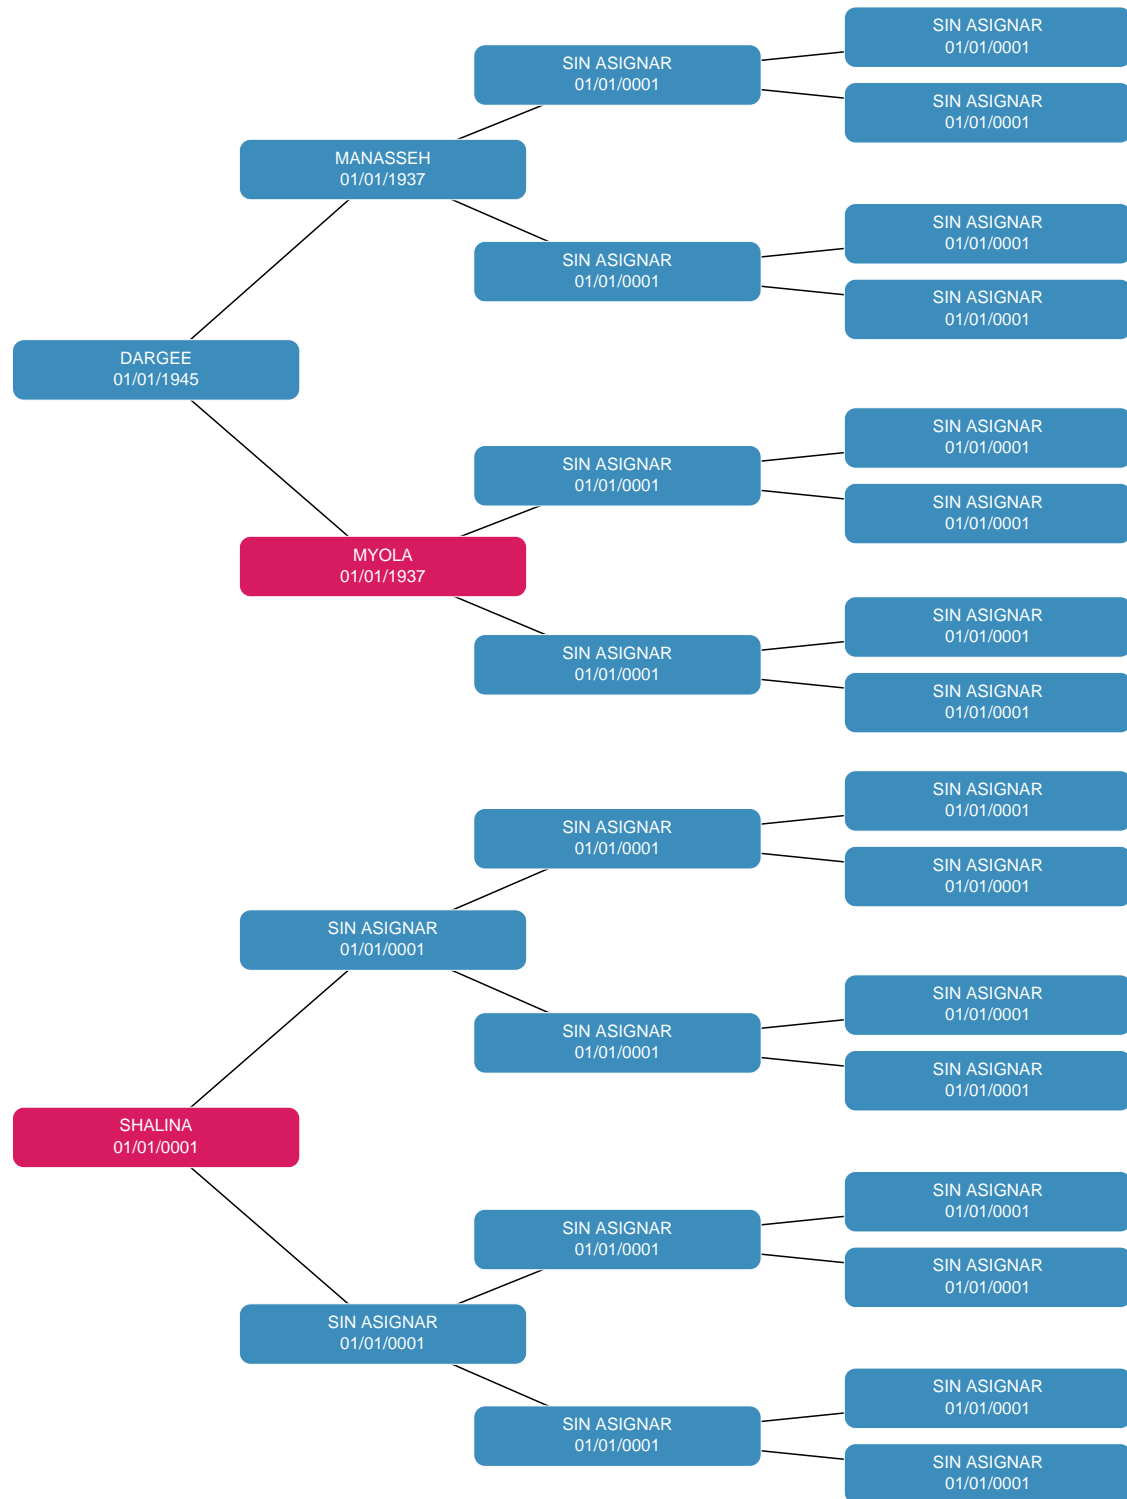 SIN ASIGNAR
01/01/0001
SIN ASIGNAR
01/01/0001
SIN ASIGNAR
01/01/0001
MANASSEH
01/01/1937
SIN ASIGNAR
01/01/0001
SIN ASIGNAR
01/01/0001
SIN ASIGNAR
01/01/0001
DARGEE
01/01/1945
SIN ASIGNAR
01/01/0001
SIN ASIGNAR
01/01/0001
SIN ASIGNAR
01/01/0001
MYOLA
01/01/1937
SIN ASIGNAR
01/01/0001
SIN ASIGNAR
01/01/0001
SIN ASIGNAR
01/01/0001
SIN ASIGNAR
01/01/0001
SIN ASIGNAR
01/01/0001
SIN ASIGNAR
01/01/0001
SIN ASIGNAR
01/01/0001
SIN ASIGNAR
01/01/0001
SIN ASIGNAR
01/01/0001
SIN ASIGNAR
01/01/0001
SHALINA
01/01/0001
SIN ASIGNAR
01/01/0001
SIN ASIGNAR
01/01/0001
SIN ASIGNAR
01/01/0001
SIN ASIGNAR
01/01/0001
SIN ASIGNAR
01/01/0001
SIN ASIGNAR
01/01/0001
SIN ASIGNAR
01/01/0001